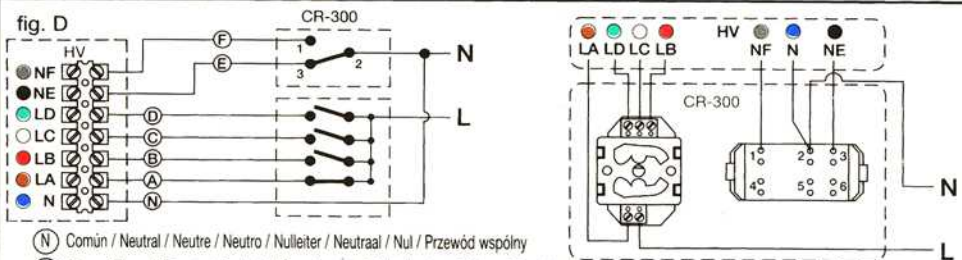 fig. D
CR-300
HV
NF
NE
LD
LC
LB
LA
N
F
E
D
C
B
A
N
1
2
3
N
L
LA LD LC LB HV NF N NE
CR-300
1 2 3
4 5 6
N
L
N Común / Neutral / Neutre / Neutro / Nulleiter / Neutraal / Nul / Przewód wspólny